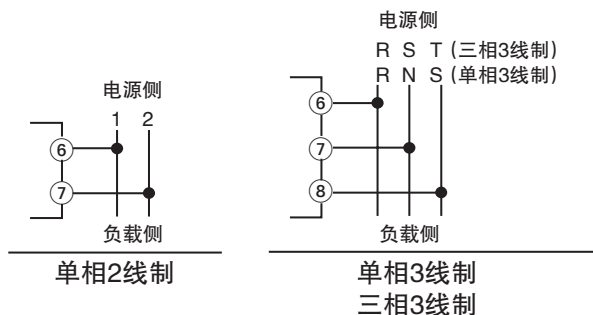 电源侧
1 2
6
7
负载侧
单相2线制
电源侧
R S T (三相3线制)
R N S (单相3线制)
6
7
8
负载侧
单相3线制
三相3线制